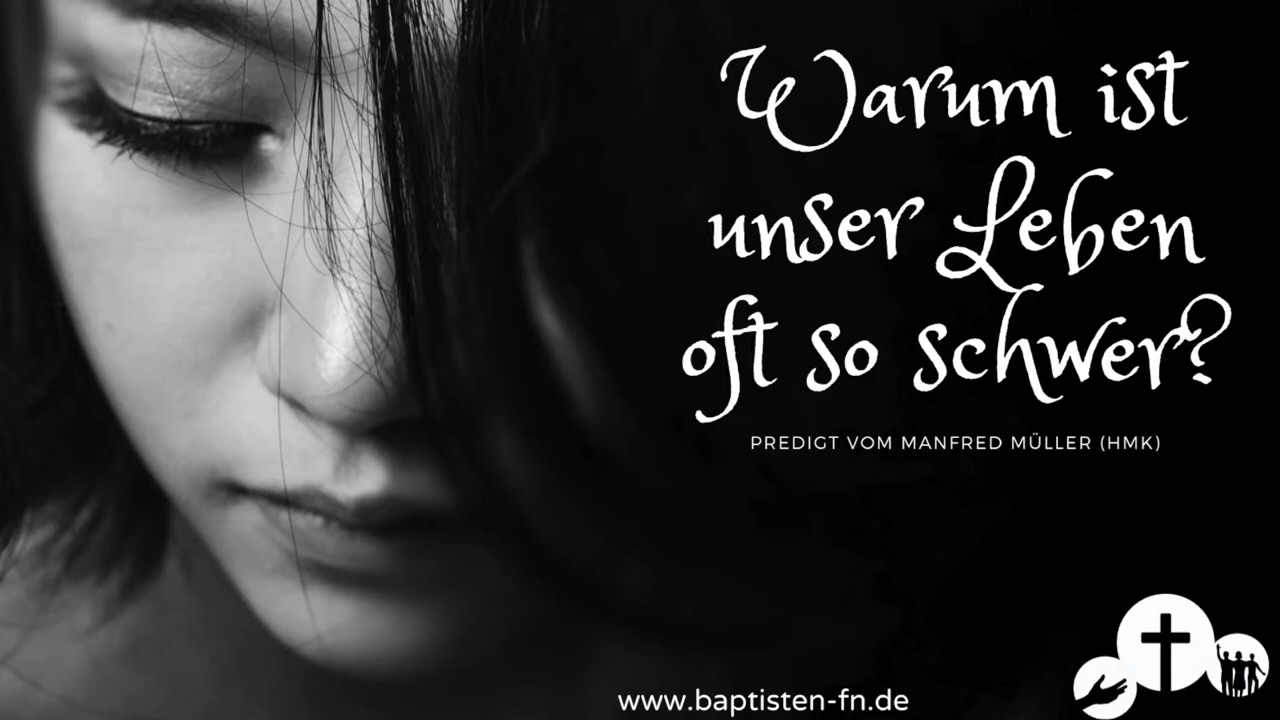 Warum ist
unser Leben
oft so schwer?
PREDIGT VOM MANFRED MÜLLER (HMK)
www.baptisten-fn.de